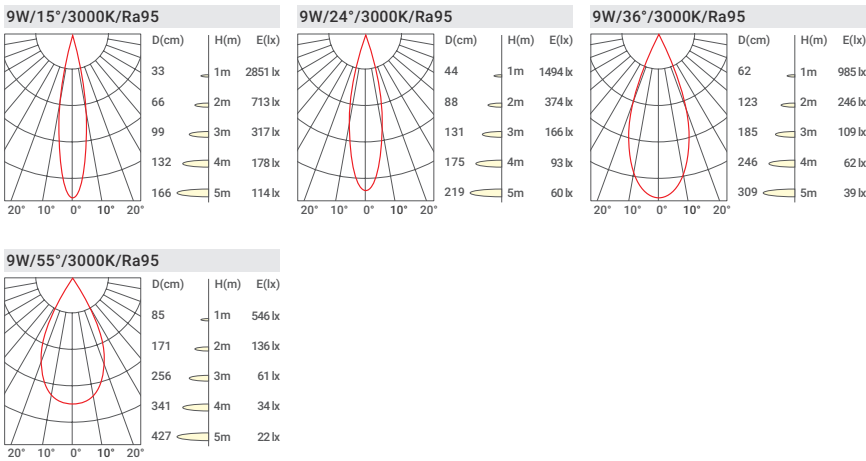 9W/15°/3000K/Ra95
D(cm) H(m) E(lx)
33 1m 2851 lx
66 2m 713 lx
99 3m 317 lx
132 4m 178 lx
166 5m 114 lx
20° 10° 0° 10° 20°
9W/24°/3000K/Ra95
D(cm) H(m) E(lx)
44 1m 1494 lx
88 2m 374 lx
131 3m 166 lx
175 4m 93 lx
219 5m 60 lx
20° 10° 0° 10° 20°
9W/36°/3000K/Ra95
D(cm) H(m) E(lx)
62 1m 985 lx
123 2m 246 lx
185 3m 109 lx
246 4m 62 lx
309 5m 39 lx
20° 10° 0° 10° 20°
9W/55°/3000K/Ra95
D(cm) H(m) E(lx)
85 1m 546 lx
171 2m 136 lx
256 3m 61 lx
341 4m 34 lx
427 5m 22 lx
20° 10° 0° 10° 20°